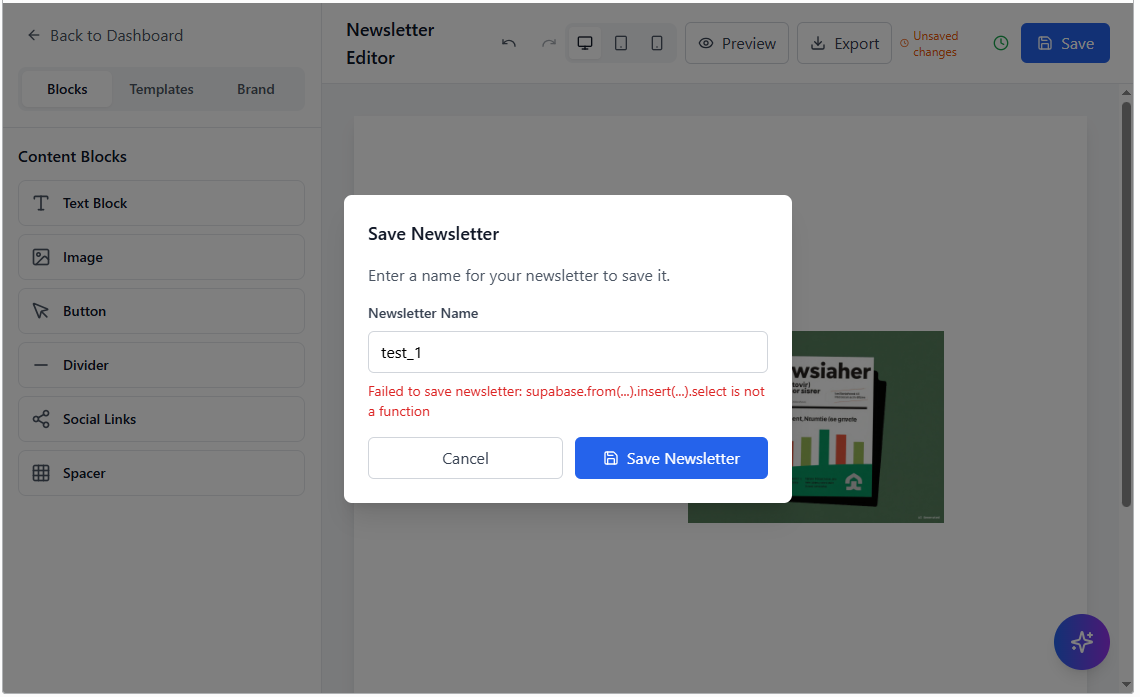 Back to Dashboard
Blocks
Templates
Brand
Content Blocks
Text Block
Image
Button
Divider
Social Links
Spacer
Newsletter
Editor
Preview
Export
Unsaved
changes
Save
Save Newsletter
Enter a name for your newsletter to save it.
Newsletter Name
test_1
Failed to save newsletter: supabase.from(...).insert(...).select is not
a function
Cancel
Save Newsletter
wsiaher